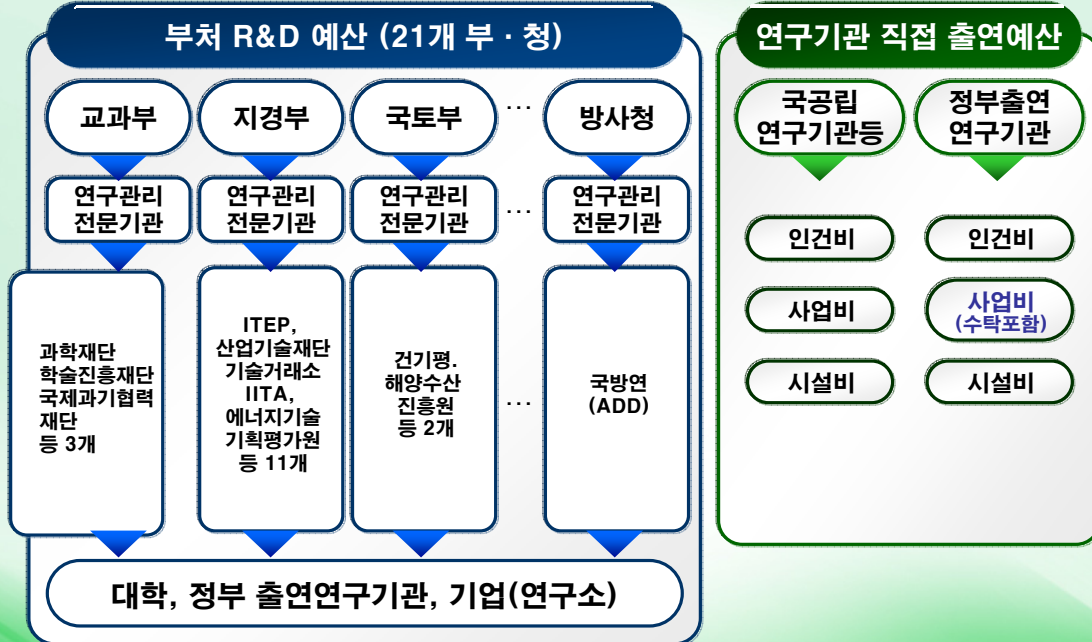 부처 R&D 예산 (21개 부 · 청)
교과부
지경부
국토부
...
방사청
연구관리
전문기관
연구관리
전문기관
연구관리
전문기관
...
연구관리
전문기관
과학재단
학술진흥재단
국제과기협력
재단
등 3개
ITEP,
산업기술재단
기술거래소
IITA,
에너지기술
기획평가원
등 11개
건기평.
해양수산
진흥원
등 2개
...
국방연
(ADD)
대학, 정부 출연연구기관, 기업(연구소)
연구기관 직접 출연예산
국공립
연구기관등
정부출연
연구기관
인건비
인건비
사업비
사업비
(수탁포함)
시설비
시설비